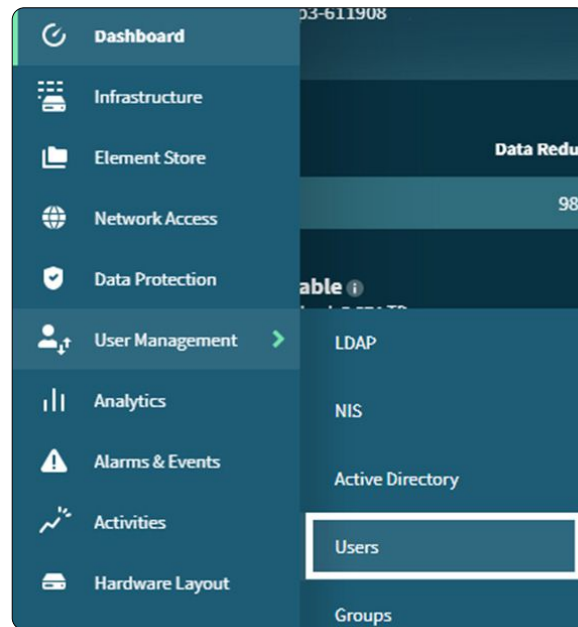 p3-611908
Dashboard
Infrastructure
Element Store
Data Redu
Network Access
98
Data Protection
able
User Management
LDAP
Analytics
NIS
Alarms & Events
Active Directory
Activities
Users
Hardware Layout
Groups